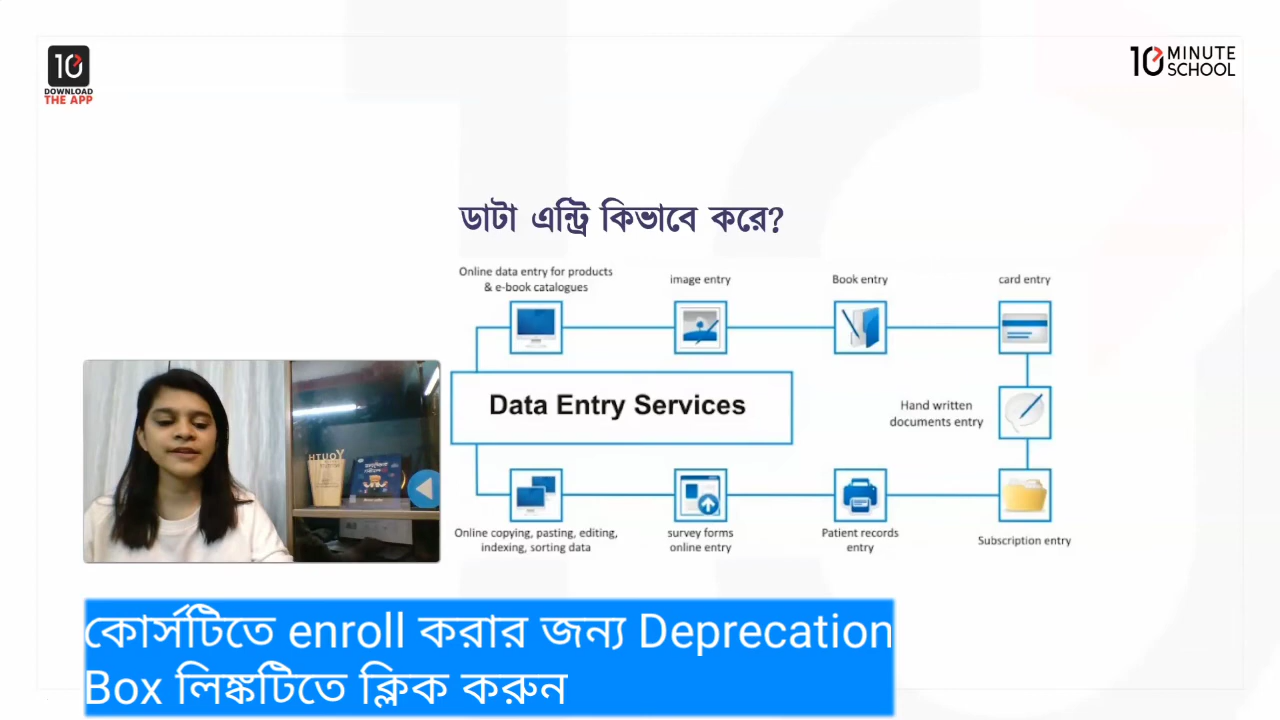 10
DOWNLOAD
THE APP
10 MINUTE
SCHOOL
ডাটা এন্ট্রি কিভাবে করে?
Online data entry for products
& e-book catalogues
image entry
Book entry
card entry
Data Entry Services
Hand written
documents entry
Online copying, pasting, editing,
indexing, sorting data
survey forms
online entry
Patient records
entry
Subscription entry
YOUTH
কোর্সটিতে enroll করার জন্য Deprecation
Box লিঙ্কটিতে ক্লিক করুন